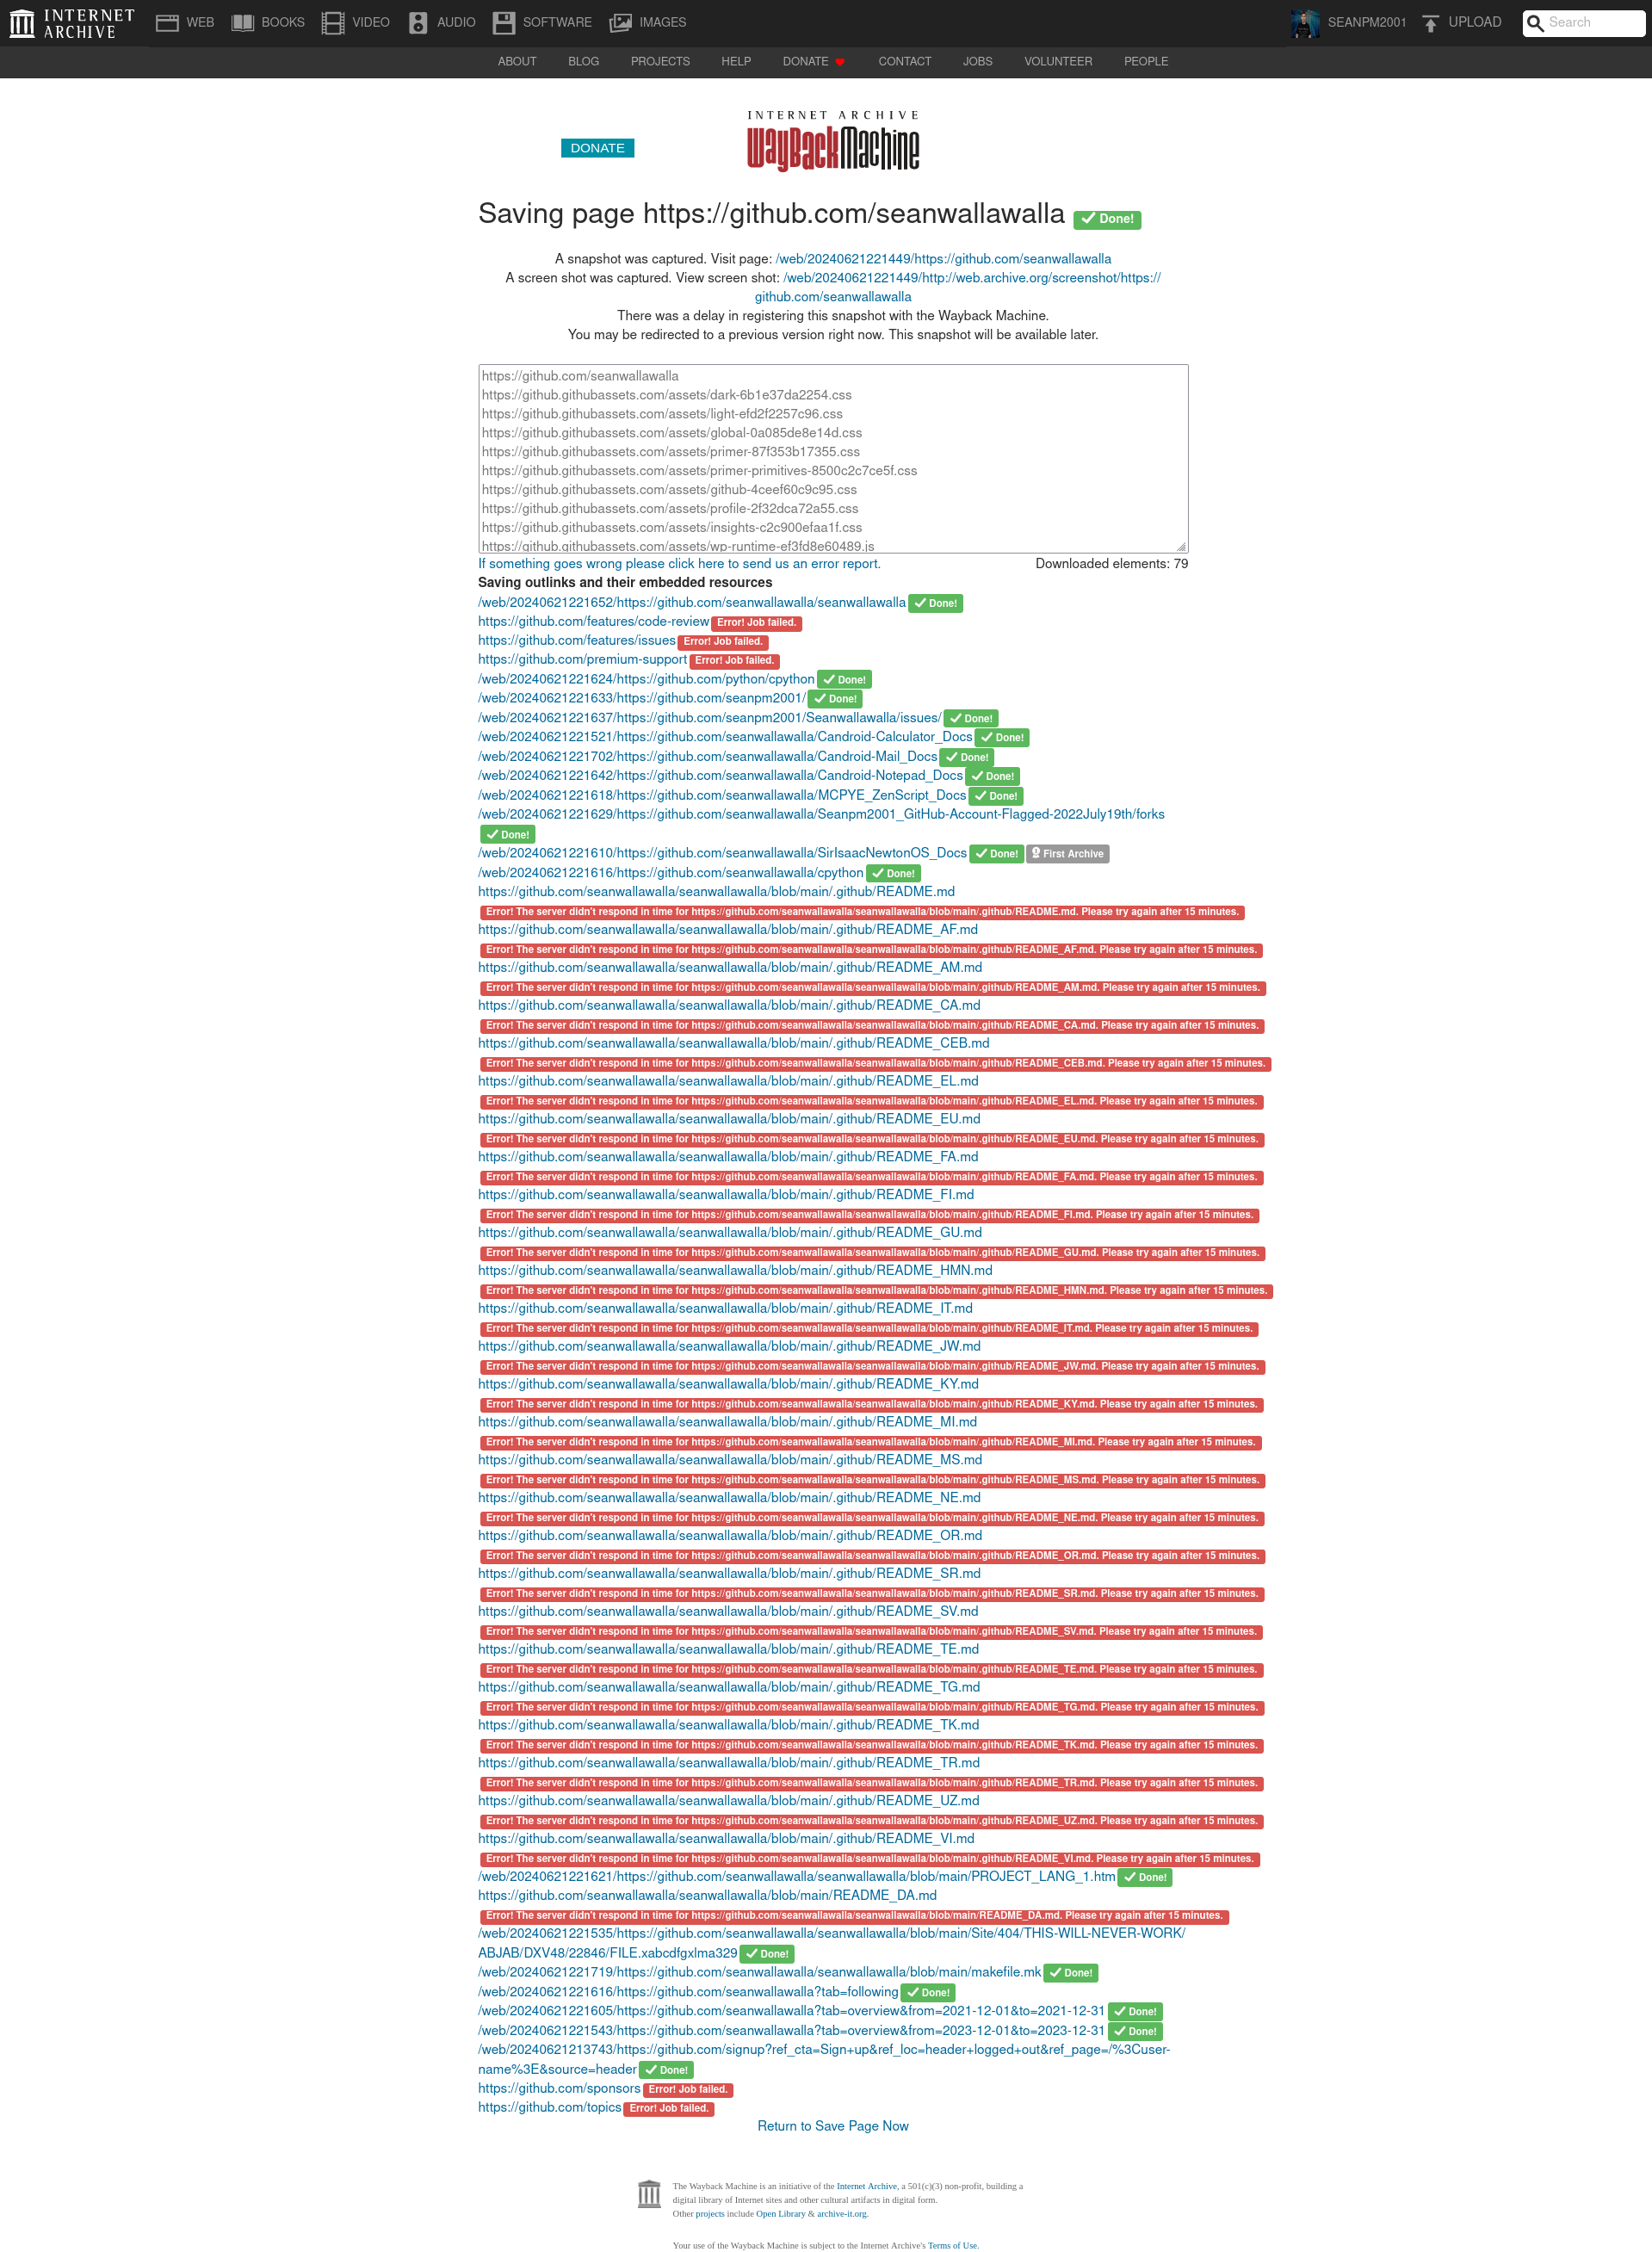 INTERNET ARCHIVE
WEB BOOKS VIDEO AUDIO SOFTWARE IMAGES SEANPM2001 UPLOAD Search
ABOUT BLOG PROJECTS HELP DONATE CONTACT JOBS VOLUNTEER PEOPLE
INTERNET ARCHIVE
WayBackMachine
DONATE
Saving page https://github.com/seanwallawalla Done!
A snapshot was captured. Visit page: /web/20240621221449/https://github.com/seanwallawalla
A screen shot was captured. View screen shot: /web/20240621221449/http://web.archive.org/screenshot/https://
github.com/seanwallawalla
There was a delay in registering this snapshot with the Wayback Machine.
You may be redirected to a previous version right now. This snapshot will be available later.
https://github.com/seanwallawalla
https://github.githubassets.com/assets/dark-6b1e37da2254.css
https://github.githubassets.com/assets/light-efd2f2257c96.css
https://github.githubassets.com/assets/global-0a085de8e14d.css
https://github.githubassets.com/assets/primer-87f353b17355.css
https://github.githubassets.com/assets/primer-primitives-8500c2c7ce5f.css
https://github.githubassets.com/assets/github-4ceef60c9c95.css
https://github.githubassets.com/assets/profile-2f32dca72a55.css
https://github.githubassets.com/assets/insights-c2c900efaa1f.css
https://github.githubassets.com/assets/wp-runtime-ef3fd8e60489.js
If something goes wrong please click here to send us an error report. Downloaded elements: 79
Saving outlinks and their embedded resources
/web/20240621221652/https://github.com/seanwallawalla/seanwallawalla Done!
https://github.com/features/code-review Error! Job failed.
https://github.com/features/issues Error! Job failed.
https://github.com/premium-support Error! Job failed.
/web/20240621221624/https://github.com/python/cpython Done!
/web/20240621221633/https://github.com/seanpm2001/ Done!
/web/20240621221637/https://github.com/seanpm2001/Seanwallawalla/issues/ Done!
/web/20240621221521/https://github.com/seanwallawalla/Candroid-Calculator_Docs Done!
/web/20240621221702/https://github.com/seanwallawalla/Candroid-Mail_Docs Done!
/web/20240621221642/https://github.com/seanwallawalla/Candroid-Notepad_Docs Done!
/web/20240621221618/https://github.com/seanwallawalla/MCPYE_ZenScript_Docs Done!
/web/20240621221629/https://github.com/seanwallawalla/Seanpm2001_GitHub-Account-Flagged-2022July19th/forks
Done!
/web/20240621221610/https://github.com/seanwallawalla/SirIsaacNewtonOS_Docs Done! First Archive
/web/20240621221616/https://github.com/seanwallawalla/cpython Done!
https://github.com/seanwallawalla/seanwallawalla/blob/main/.github/README.md
Error! The server didn't respond in time for https://github.com/seanwallawalla/seanwallawalla/blob/main/.github/README.md. Please try again after 15 minutes.
https://github.com/seanwallawalla/seanwallawalla/blob/main/.github/README_AF.md
Error! The server didn't respond in time for https://github.com/seanwallawalla/seanwallawalla/blob/main/.github/README_AF.md. Please try again after 15 minutes.
https://github.com/seanwallawalla/seanwallawalla/blob/main/.github/README_AM.md
Error! The server didn't respond in time for https://github.com/seanwallawalla/seanwallawalla/blob/main/.github/README_AM.md. Please try again after 15 minutes.
https://github.com/seanwallawalla/seanwallawalla/blob/main/.github/README_CA.md
Error! The server didn't respond in time for https://github.com/seanwallawalla/seanwallawalla/blob/main/.github/README_CA.md. Please try again after 15 minutes.
https://github.com/seanwallawalla/seanwallawalla/blob/main/.github/README_CEB.md
Error! The server didn't respond in time for https://github.com/seanwallawalla/seanwallawalla/blob/main/.github/README_CEB.md. Please try again after 15 minutes.
https://github.com/seanwallawalla/seanwallawalla/blob/main/.github/README_EL.md
Error! The server didn't respond in time for https://github.com/seanwallawalla/seanwallawalla/blob/main/.github/README_EL.md. Please try again after 15 minutes.
https://github.com/seanwallawalla/seanwallawalla/blob/main/.github/README_EU.md
Error! The server didn't respond in time for https://github.com/seanwallawalla/seanwallawalla/blob/main/.github/README_EU.md. Please try again after 15 minutes.
https://github.com/seanwallawalla/seanwallawalla/blob/main/.github/README_FA.md
Error! The server didn't respond in time for https://github.com/seanwallawalla/seanwallawalla/blob/main/.github/README_FA.md. Please try again after 15 minutes.
https://github.com/seanwallawalla/seanwallawalla/blob/main/.github/README_FI.md
Error! The server didn't respond in time for https://github.com/seanwallawalla/seanwallawalla/blob/main/.github/README_FI.md. Please try again after 15 minutes.
https://github.com/seanwallawalla/seanwallawalla/blob/main/.github/README_GU.md
Error! The server didn't respond in time for https://github.com/seanwallawalla/seanwallawalla/blob/main/.github/README_GU.md. Please try again after 15 minutes.
https://github.com/seanwallawalla/seanwallawalla/blob/main/.github/README_HMN.md
Error! The server didn't respond in time for https://github.com/seanwallawalla/seanwallawalla/blob/main/.github/README_HMN.md. Please try again after 15 minutes.
https://github.com/seanwallawalla/seanwallawalla/blob/main/.github/README_IT.md
Error! The server didn't respond in time for https://github.com/seanwallawalla/seanwallawalla/blob/main/.github/README_IT.md. Please try again after 15 minutes.
https://github.com/seanwallawalla/seanwallawalla/blob/main/.github/README_JW.md
Error! The server didn't respond in time for https://github.com/seanwallawalla/seanwallawalla/blob/main/.github/README_JW.md. Please try again after 15 minutes.
https://github.com/seanwallawalla/seanwallawalla/blob/main/.github/README_KY.md
Error! The server didn't respond in time for https://github.com/seanwallawalla/seanwallawalla/blob/main/.github/README_KY.md. Please try again after 15 minutes.
https://github.com/seanwallawalla/seanwallawalla/blob/main/.github/README_MI.md
Error! The server didn't respond in time for https://github.com/seanwallawalla/seanwallawalla/blob/main/.github/README_MI.md. Please try again after 15 minutes.
https://github.com/seanwallawalla/seanwallawalla/blob/main/.github/README_MS.md
Error! The server didn't respond in time for https://github.com/seanwallawalla/seanwallawalla/blob/main/.github/README_MS.md. Please try again after 15 minutes.
https://github.com/seanwallawalla/seanwallawalla/blob/main/.github/README_NE.md
Error! The server didn't respond in time for https://github.com/seanwallawalla/seanwallawalla/blob/main/.github/README_NE.md. Please try again after 15 minutes.
https://github.com/seanwallawalla/seanwallawalla/blob/main/.github/README_OR.md
Error! The server didn't respond in time for https://github.com/seanwallawalla/seanwallawalla/blob/main/.github/README_OR.md. Please try again after 15 minutes.
https://github.com/seanwallawalla/seanwallawalla/blob/main/.github/README_SR.md
Error! The server didn't respond in time for https://github.com/seanwallawalla/seanwallawalla/blob/main/.github/README_SR.md. Please try again after 15 minutes.
https://github.com/seanwallawalla/seanwallawalla/blob/main/.github/README_SV.md
Error! The server didn't respond in time for https://github.com/seanwallawalla/seanwallawalla/blob/main/.github/README_SV.md. Please try again after 15 minutes.
https://github.com/seanwallawalla/seanwallawalla/blob/main/.github/README_TE.md
Error! The server didn't respond in time for https://github.com/seanwallawalla/seanwallawalla/blob/main/.github/README_TE.md. Please try again after 15 minutes.
https://github.com/seanwallawalla/seanwallawalla/blob/main/.github/README_TG.md
Error! The server didn't respond in time for https://github.com/seanwallawalla/seanwallawalla/blob/main/.github/README_TG.md. Please try again after 15 minutes.
https://github.com/seanwallawalla/seanwallawalla/blob/main/.github/README_TK.md
Error! The server didn't respond in time for https://github.com/seanwallawalla/seanwallawalla/blob/main/.github/README_TK.md. Please try again after 15 minutes.
https://github.com/seanwallawalla/seanwallawalla/blob/main/.github/README_TR.md
Error! The server didn't respond in time for https://github.com/seanwallawalla/seanwallawalla/blob/main/.github/README_TR.md. Please try again after 15 minutes.
https://github.com/seanwallawalla/seanwallawalla/blob/main/.github/README_UZ.md
Error! The server didn't respond in time for https://github.com/seanwallawalla/seanwallawalla/blob/main/.github/README_UZ.md. Please try again after 15 minutes.
https://github.com/seanwallawalla/seanwallawalla/blob/main/.github/README_VI.md
Error! The server didn't respond in time for https://github.com/seanwallawalla/seanwallawalla/blob/main/.github/README_VI.md. Please try again after 15 minutes.
/web/20240621221621/https://github.com/seanwallawalla/seanwallawalla/blob/main/PROJECT_LANG_1.htm Done!
https://github.com/seanwallawalla/seanwallawalla/blob/main/README_DA.md
Error! The server didn't respond in time for https://github.com/seanwallawalla/seanwallawalla/blob/main/README_DA.md. Please try again after 15 minutes.
/web/20240621221535/https://github.com/seanwallawalla/seanwallawalla/blob/main/Site/404/THIS-WILL-NEVER-WORK/
ABJAB/DXV48/22846/FILE.xabcdfgxlma329 Done!
/web/20240621221719/https://github.com/seanwallawalla/seanwallawalla/blob/main/makefile.mk Done!
/web/20240621221616/https://github.com/seanwallawalla?tab=following Done!
/web/20240621221605/https://github.com/seanwallawalla?tab=overview&from=2021-12-01&to=2021-12-31 Done!
/web/20240621221543/https://github.com/seanwallawalla?tab=overview&from=2023-12-01&to=2023-12-31 Done!
/web/20240621213743/https://github.com/signup?ref_cta=Sign+up&ref_loc=header+logged+out&ref_page=/%3Cuser-
name%3E&source=header Done!
https://github.com/sponsors Error! Job failed.
https://github.com/topics Error! Job failed.
Return to Save Page Now
The Wayback Machine is an initiative of the Internet Archive, a 501(c)(3) non-profit, building a
digital library of Internet sites and other cultural artifacts in digital form.
Other projects include Open Library & archive-it.org.
Your use of the Wayback Machine is subject to the Internet Archive's Terms of Use.